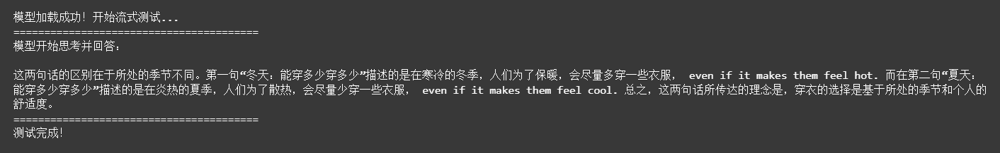 模型加载成功！开始流式测试...
========================================
模型开始思考并回答：
这两句话的区别在于所处的季节不同。第一句“冬天：能穿多少穿多少”描述的是在寒冷的冬季，人们为了保暖，会尽量多穿一些衣服， even if it makes them feel hot. 而在第二句“夏天：
能穿多少穿多少”描述的是在炎热的夏季，人们为了散热，会尽量少穿一些衣服， even if it makes them feel cool. 总之，这两句话所传达的理念是，穿衣的选择是基于所处的季节和个人的
舒适度。
========================================
测试完成！